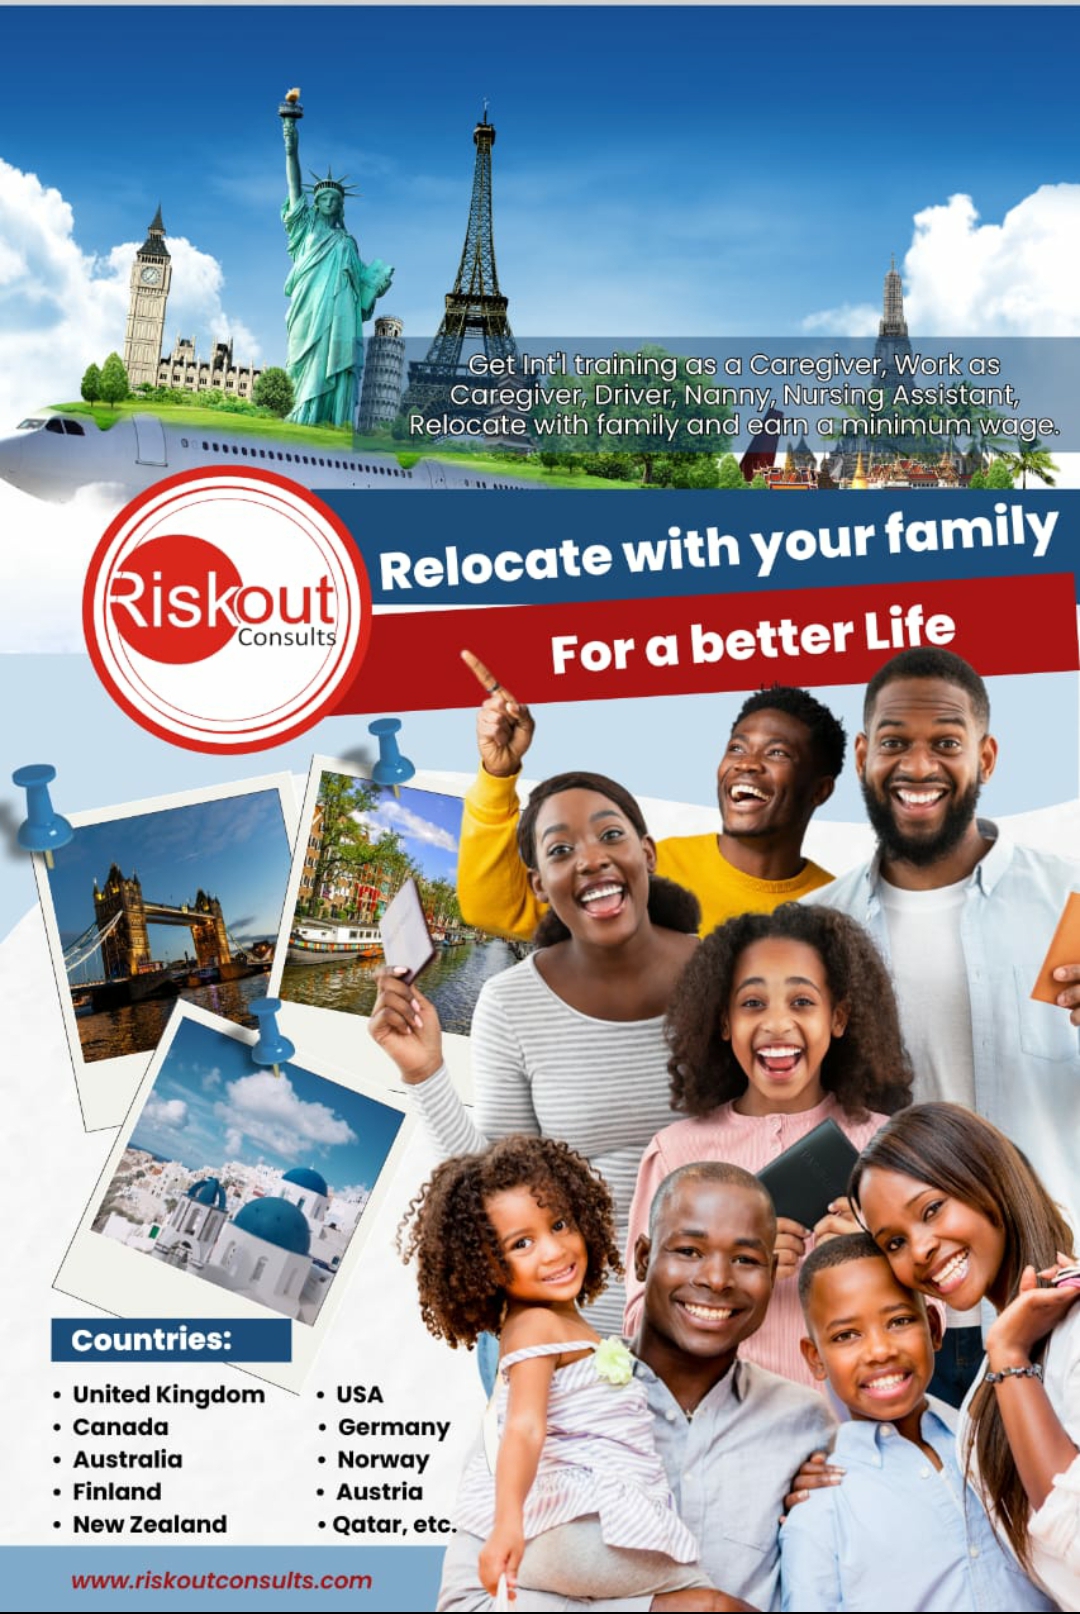 Get Int'l training as a Caregiver, Work as
Caregiver, Driver, Nanny, Nursing Assistant,
Relocate with family and earn a minimum wage.
Relocate with your family
For a better Life
Riskout
Consults
Countries:
• United Kingdom
• Canada
• Australia
• Finland
• New Zealand
• USA
• Germany
• Norway
• Austria
• Qatar, etc.
www.riskoutconsults.com